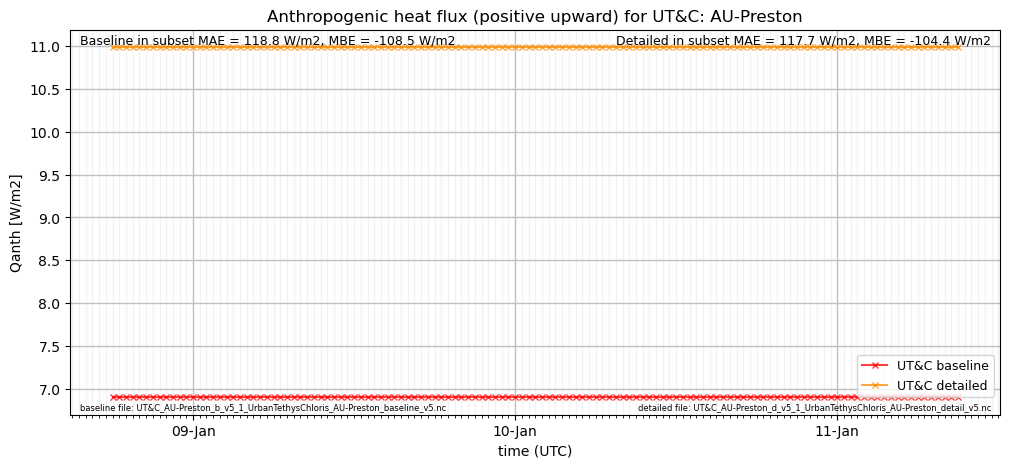 Anthropogenic heat flux (positive upward) for UT&C: AU-Preston
Baseline in subset MAE = 118.8 W/m2, MBE = -108.5 W/m2
Detailed in subset MAE = 117.7 W/m2, MBE = -104.4 W/m2
11.0
10.5
10.0
9.5
9.0
8.5
8.0
7.5
7.0
Qanth [W/m2]
UT&C baseline
UT&C detailed
baseline file: UT&C_AU-Preston_b_v5_1_UrbanTethysChloris_AU-Preston_baseline_v5.nc
detailed file: UT&C_AU-Preston_d_v5_1_UrbanTethysChloris_AU-Preston_detail_v5.nc
09-Jan
10-Jan
11-Jan
time (UTC)